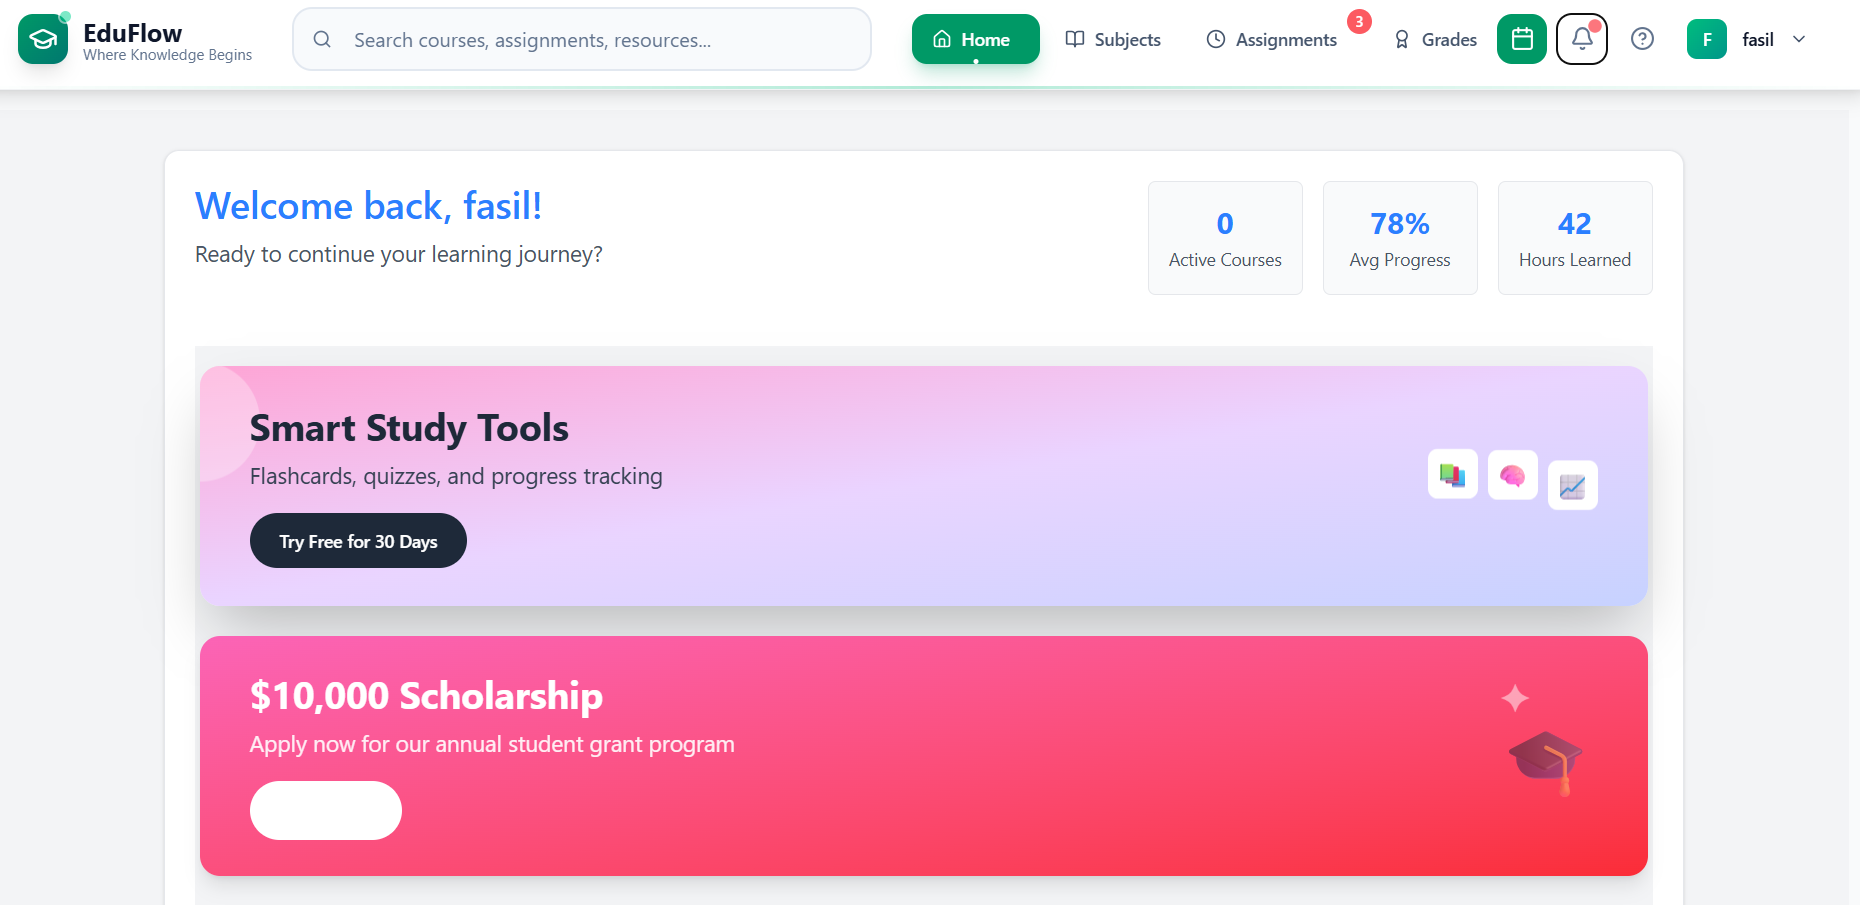 EduFlow
Where Knowledge Begins
Search courses, assignments, resources...
Home
Subjects
Assignments
3
Grades
F
fasil
Welcome back, fasil!
Ready to continue your learning journey?
0
Active Courses
78%
Avg Progress
42
Hours Learned
Smart Study Tools
Flashcards, quizzes, and progress tracking
Try Free for 30 Days
$10,000 Scholarship
Apply now for our annual student grant program